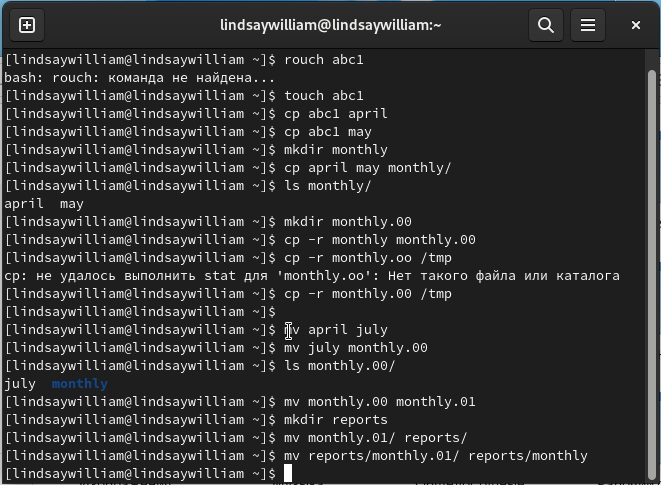 lindsaywilliam@lindsaywilliam:~
[lindsaywilliam@lindsaywilliam ~]$ rouch abc1
bash: rouch: команда не найдена...
[lindsaywilliam@lindsaywilliam ~]$ touch abc1
[lindsaywilliam@lindsaywilliam ~]$ cp abc1 april
[lindsaywilliam@lindsaywilliam ~]$ cp abc1 may
[lindsaywilliam@lindsaywilliam ~]$ mkdir monthly
[lindsaywilliam@lindsaywilliam ~]$ cp april may monthly/
[lindsaywilliam@lindsaywilliam ~]$ ls monthly/
april  may
[lindsaywilliam@lindsaywilliam ~]$ mkdir monthly.00
[lindsaywilliam@lindsaywilliam ~]$ cp -r monthly monthly.00
[lindsaywilliam@lindsaywilliam ~]$ cp -r monthly.oo /tmp
cp: не удалось выполнить stat для 'monthly.oo': Нет такого файла или каталога
[lindsaywilliam@lindsaywilliam ~]$ cp -r monthly.00 /tmp
[lindsaywilliam@lindsaywilliam ~]$
[lindsaywilliam@lindsaywilliam ~]$ mv april july
[lindsaywilliam@lindsaywilliam ~]$ mv july monthly.00
[lindsaywilliam@lindsaywilliam ~]$ ls monthly.00/
july  monthly
[lindsaywilliam@lindsaywilliam ~]$ mv monthly.00 monthly.01
[lindsaywilliam@lindsaywilliam ~]$ mkdir reports
[lindsaywilliam@lindsaywilliam ~]$ mv monthly.01/ reports/
[lindsaywilliam@lindsaywilliam ~]$ mv reports/monthly.01/ reports/monthly
[lindsaywilliam@lindsaywilliam ~]$